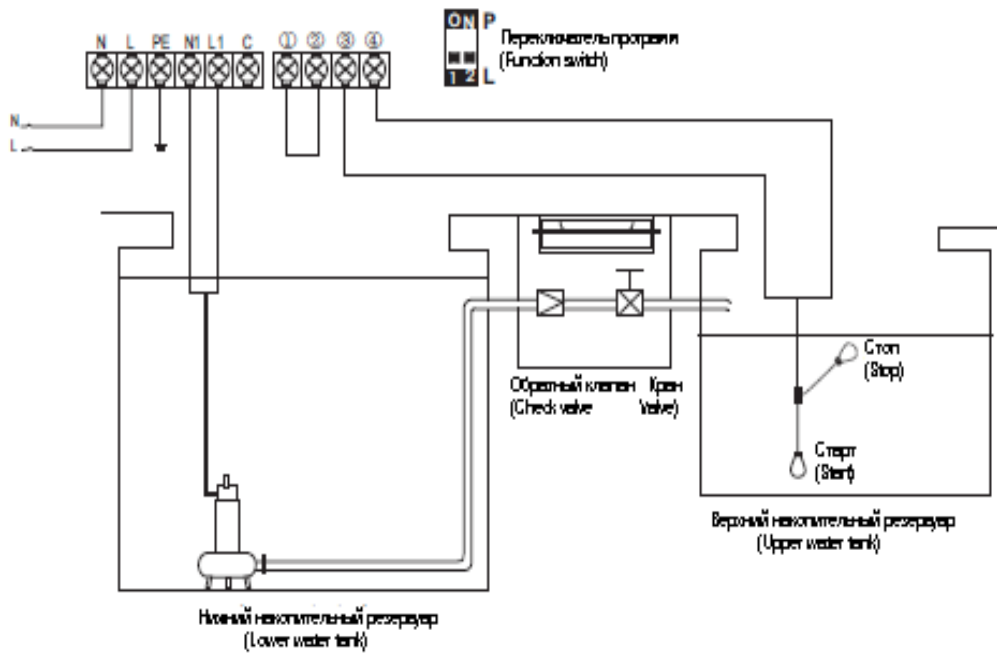 ON P
N L PE N1 L1 C ① ② ③ ④
Переключатель программ
(Function switch)
1 2 L
N
L
Стоп
(Stop)
Обратный клапан Кран
(Check valve Valve)
Старт
(Start)
Верхний накопительный резервуар
(Upper water tank)
Нижний накопительный резервуар
(Lower water tank)